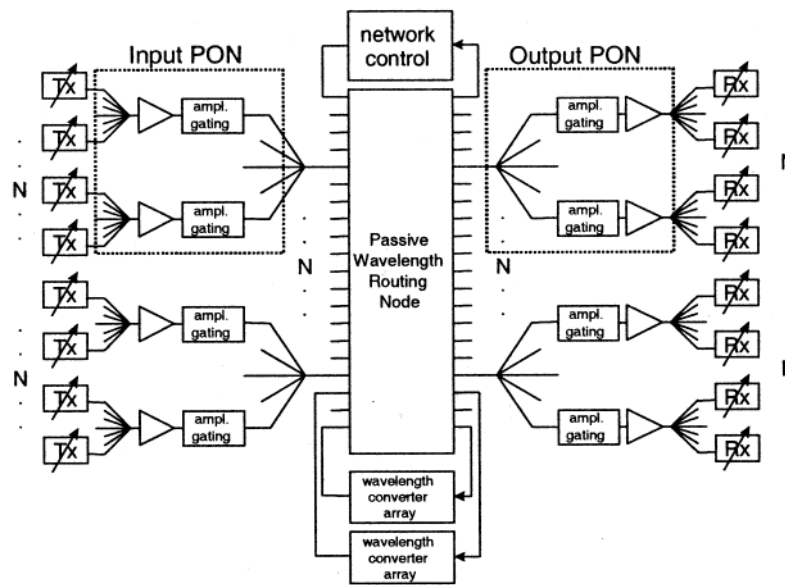 network
control
Input PON
Output PON
Tx
ampl.
gating
ampl.
gating
Rx
Tx
Rx
N
Tx
ampl.
gating
ampl.
gating
Rx
Tx
Rx
N
Passive
Wavelength
Routing
Node
N
Tx
ampl.
gating
ampl.
gating
Rx
Tx
Rx
N
Tx
ampl.
gating
ampl.
gating
Rx
Tx
Rx
wavelength
converter
array
wavelength
converter
array